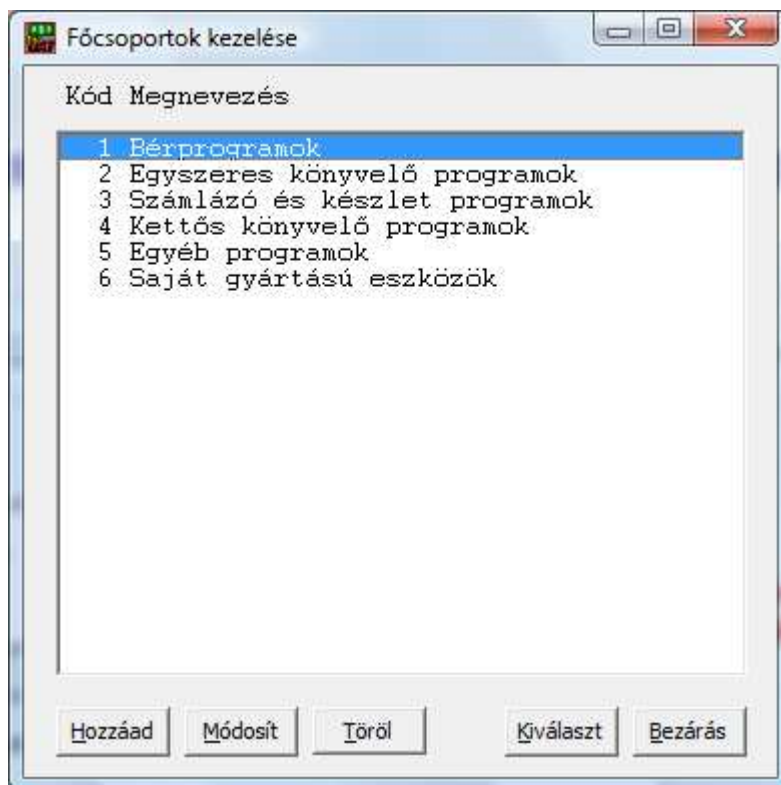 Főcsoportok kezelése
Kód Megnevezés
1 Bérprogramok
2 Egyszeres könyvelő programok
3 Számlázó és készlet programok
4 Kettős könyvelő programok
5 Egyéb programok
6 Saját gyártású eszközök
Hozzáad Módosít Töröl Kiválaszt Bezárás